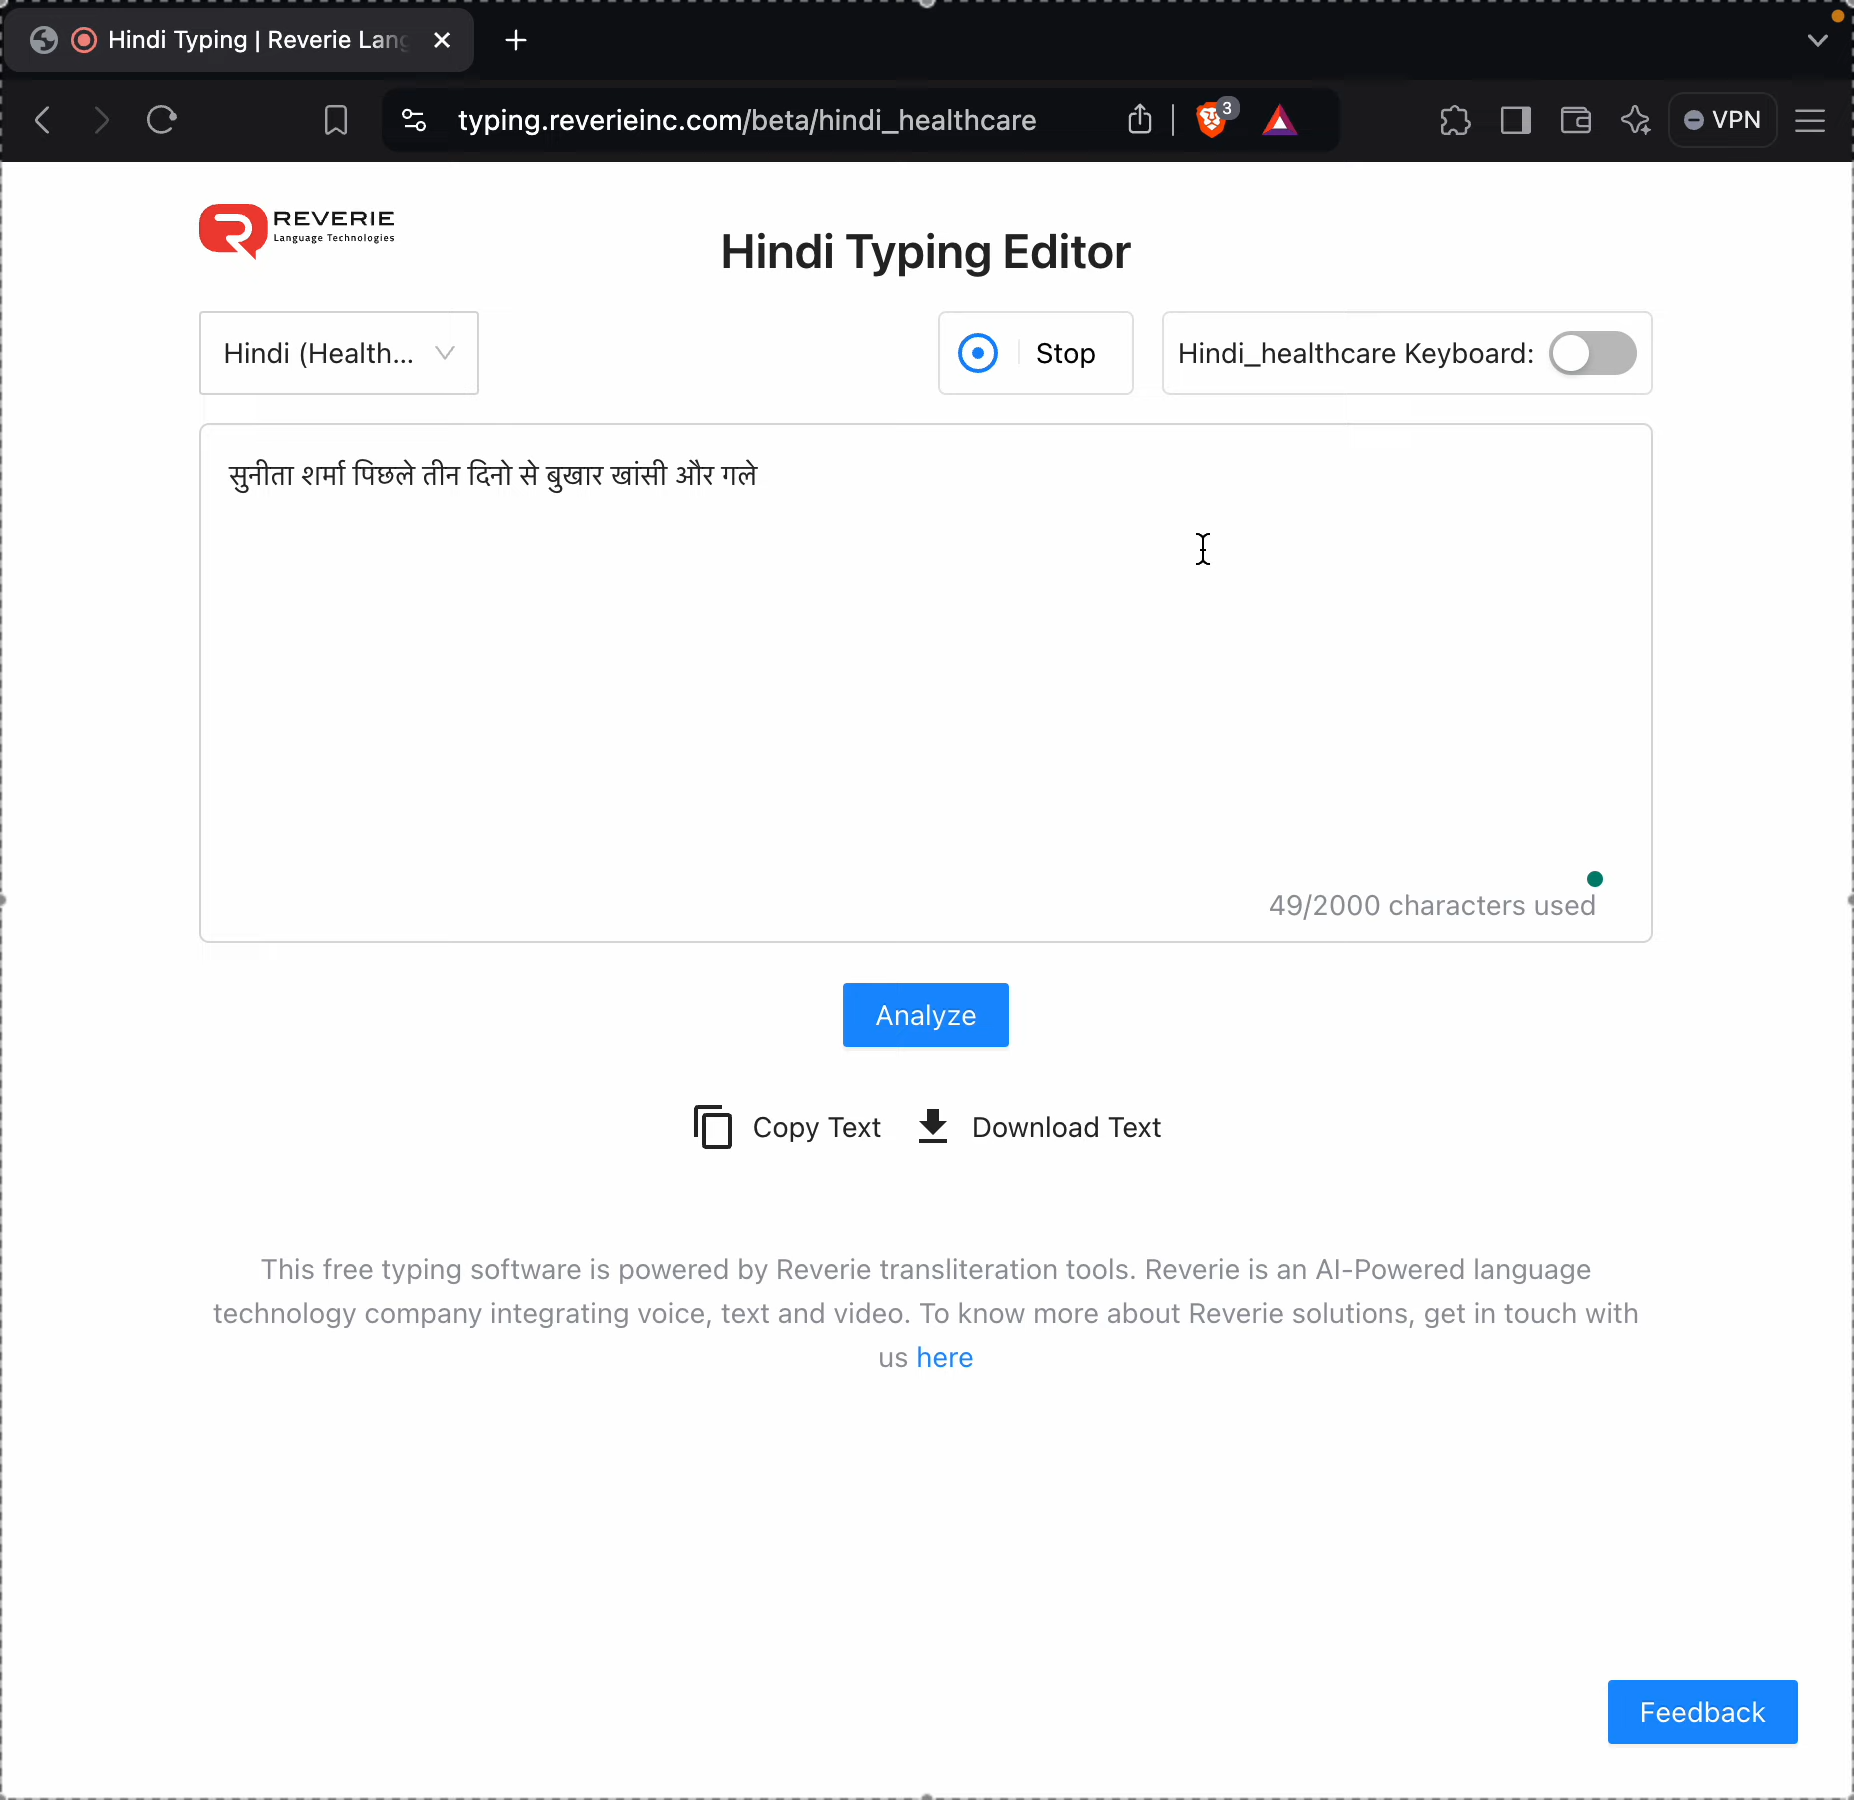 Hindi Typing | Reverie Lang
typing.reverieinc.com/beta/hindi_healthcare
3
VPN
REVERIE
Language Technologies
Hindi Typing Editor
Hindi (Health...
Stop
Hindi_healthcare Keyboard:
सुनीता शर्मा पिछले तीन दिनो से बुखार खांसी और गले
49/2000 characters used
Analyze
Copy Text
Download Text
This free typing software is powered by Reverie transliteration tools. Reverie is an AI-Powered language
technology company integrating voice, text and video. To know more about Reverie solutions, get in touch with
us here
Feedback